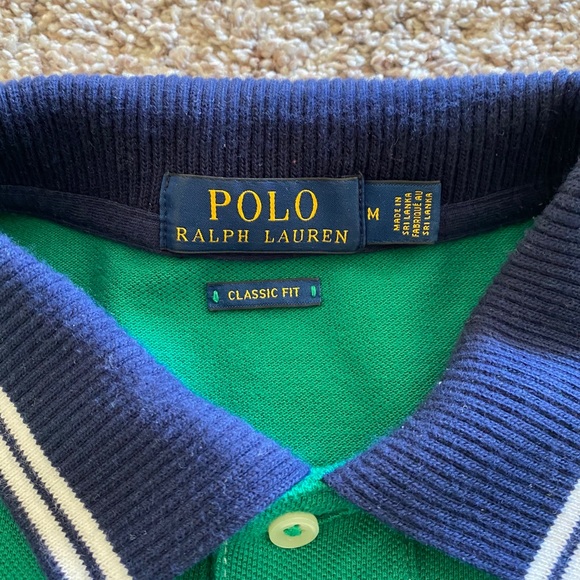 POLO
RALPH LAUREN
M
MADE IN
SRI LANKA
FABRIQUÉ AU
SRI LANKA
CLASSIC FIT